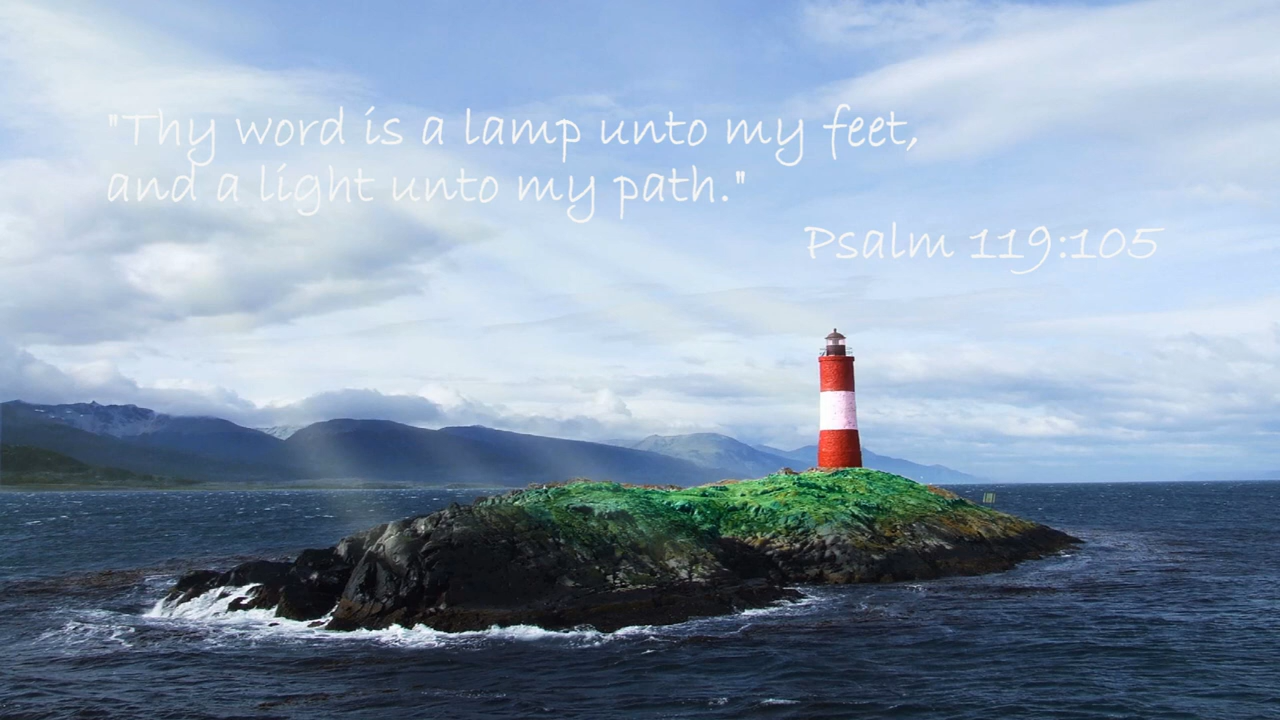 "Thy word is a lamp unto my feet,
and a light unto my path."
Psalm 119:105